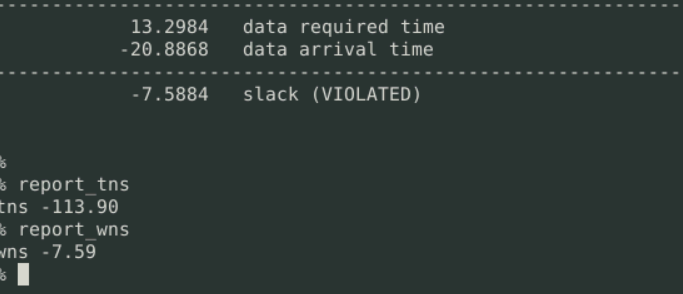 --------------------------------------------------------------
13.2984 data required time
-20.8868 data arrival time
--------------------------------------------------------------
-7.5884 slack (VIOLATED)
%
% report_tns
tns -113.90
% report_wns
wns -7.59
%